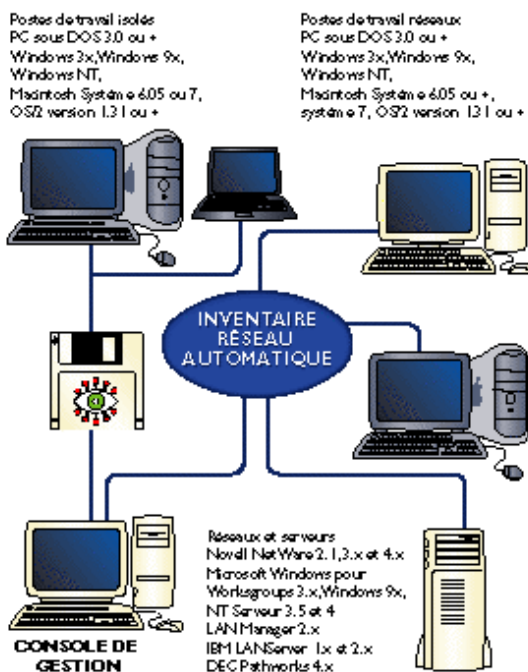 Postes de travail isolés
PC sous DOS 3.0 ou +
Windows 3x,Windows 9x,
Windows NT,
Macintosh Système 6.05 ou 7,
OS/2 version 1.31 ou +
Postes de travail réseaux
PC sous DOS 3.0 ou +
Windows 3x,Windows 9x,
Windows NT,
Macintosh Système 6.05 ou +,
système 7, OS/2 version 1.31 ou +
INVENTAIRE
RÉSEAU
AUTOMATIQUE
Réseaux et serveurs
Novell NetWare 2.1,3.x et 4.x
Microsoft Windows pour
Worksgroups 3.x,Windows 9x,
NT Serveur 3.5 et 4
LAN Manager 2.x
IBM LANServer 1.x et 2.x
DEC Pathworks 4.x
CONSOLE DE
GESTION